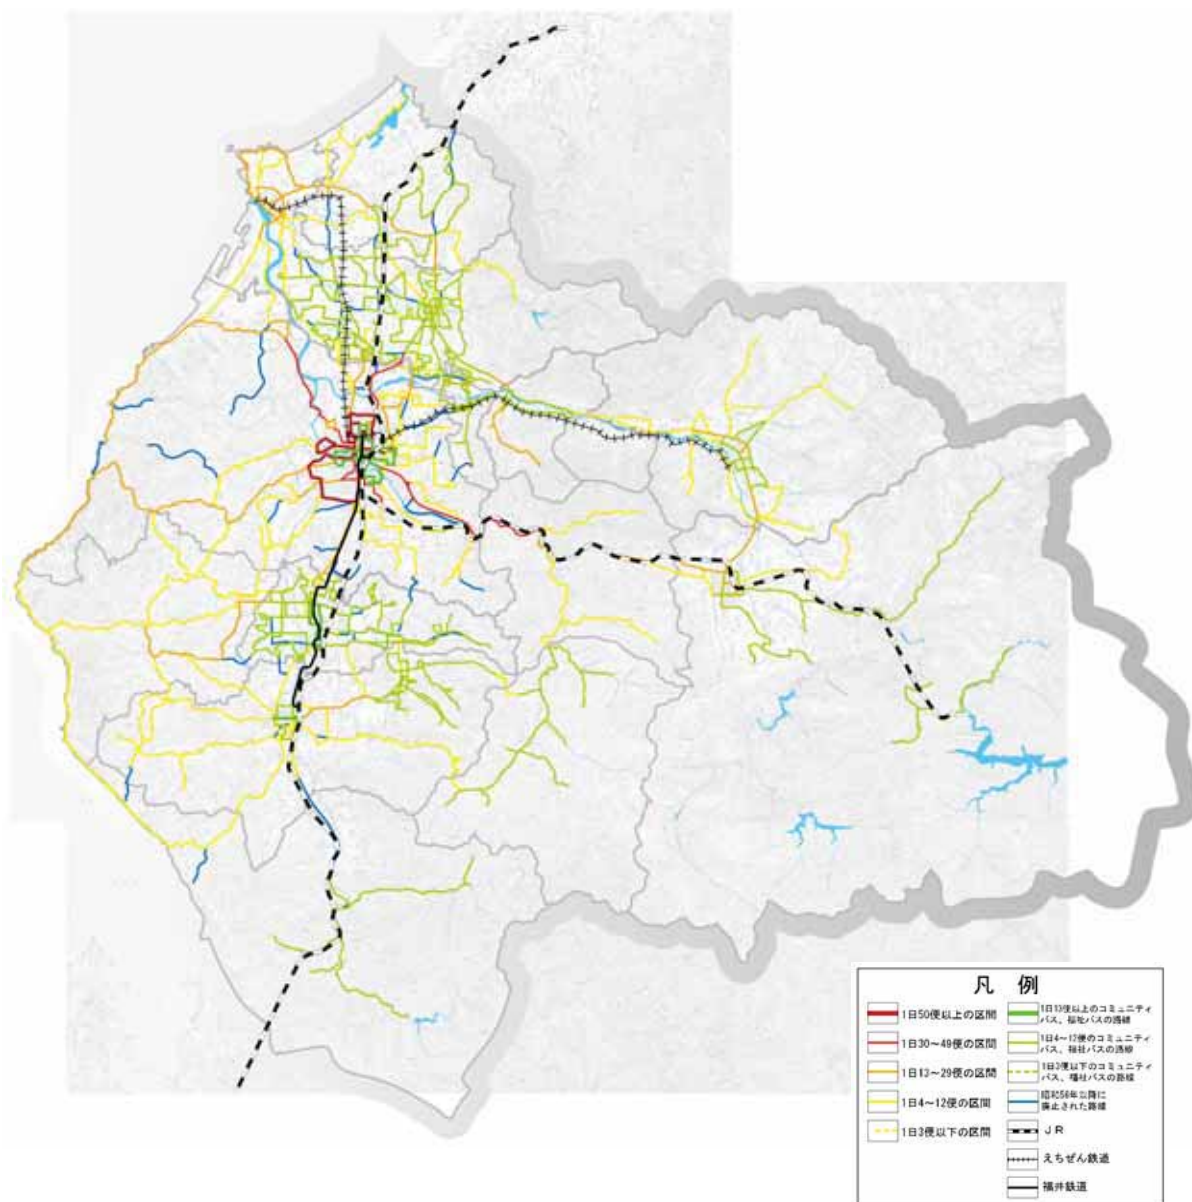 凡 例
1日50便以上の区間
1日30~49便の区間
1日13~29便の区間
1日4~12便の区間
1日3便以下の区間
1日13便以上のコミュニティ
バス、福祉バスの路線
1日4~12便のコミュニティ
バス、福祉バスの路線
1日3便以下のコミュニティ
バス、福祉バスの路線
昭和56年以降に
廃止された路線
JR
えちぜん鉄道
福井鉄道